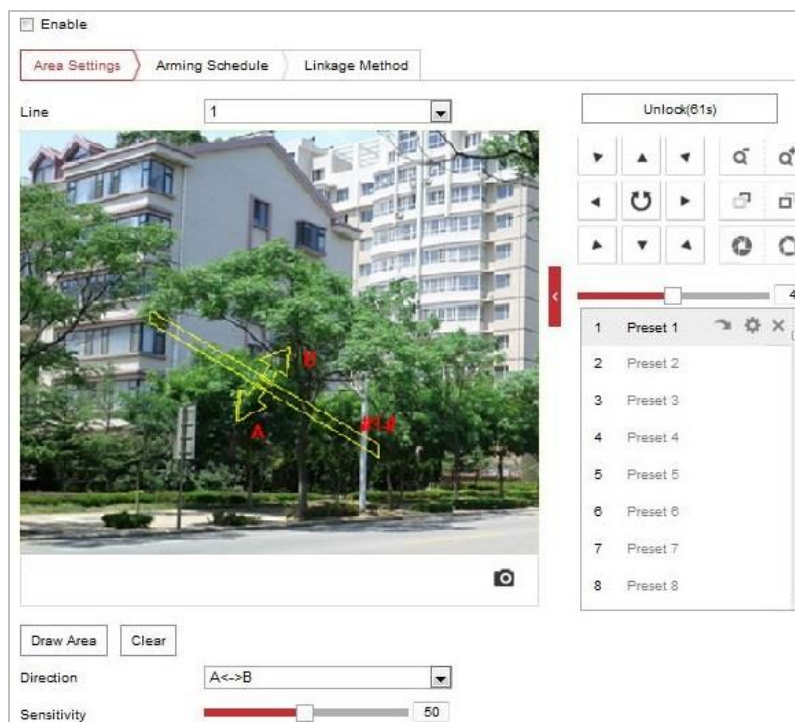 Enable
Area Settings
Arming Schedule
Linkage Method
Line
1
Unlock(61s)
B
A
#1#
4
1 Preset 1
2 Preset 2
3 Preset 3
4 Preset 4
5 Preset 5
6 Preset 6
7 Preset 7
8 Preset 8
Draw Area
Clear
Direction
A<->B
Sensitivity
50